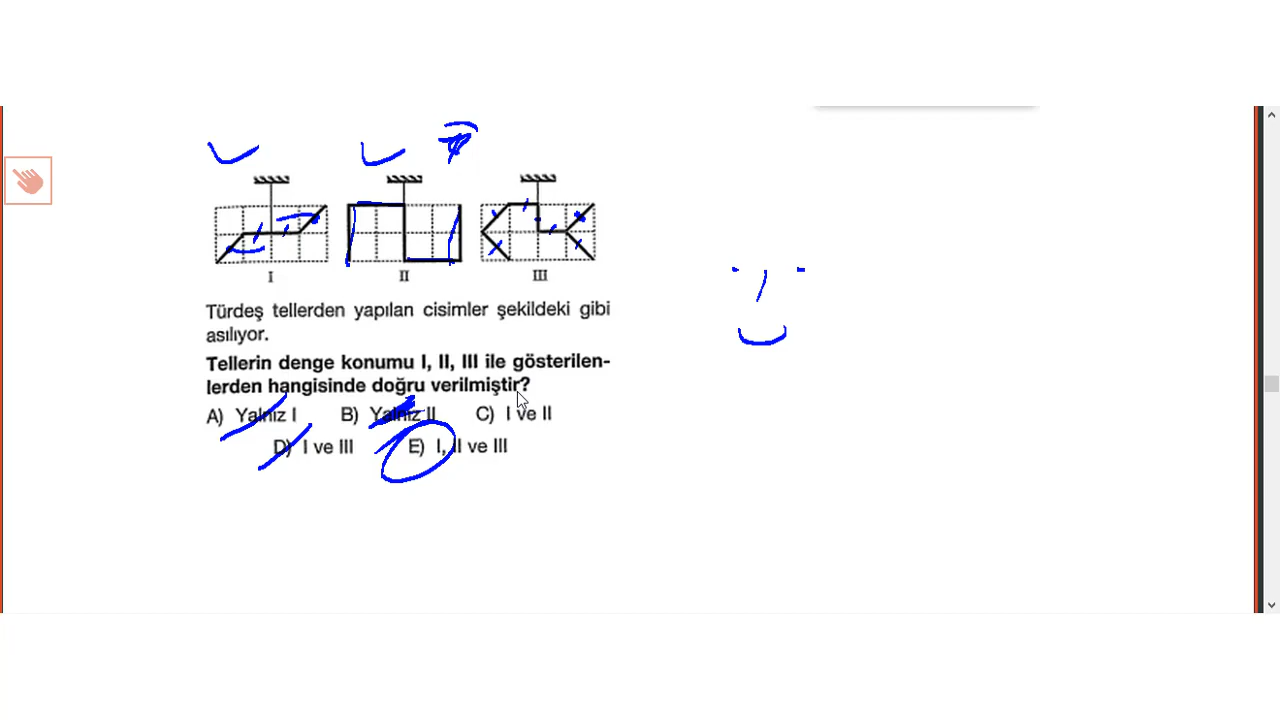 I II III
Türdeş tellerden yapılan cisimler şekildeki gibi
asılıyor.
Tellerin denge konumu I, II, III ile gösterilen-
lerden hangisinde doğru verilmiştir?
A) Yalnız I B) Yalnız II C) I ve II
D) I ve III E) I, II ve III